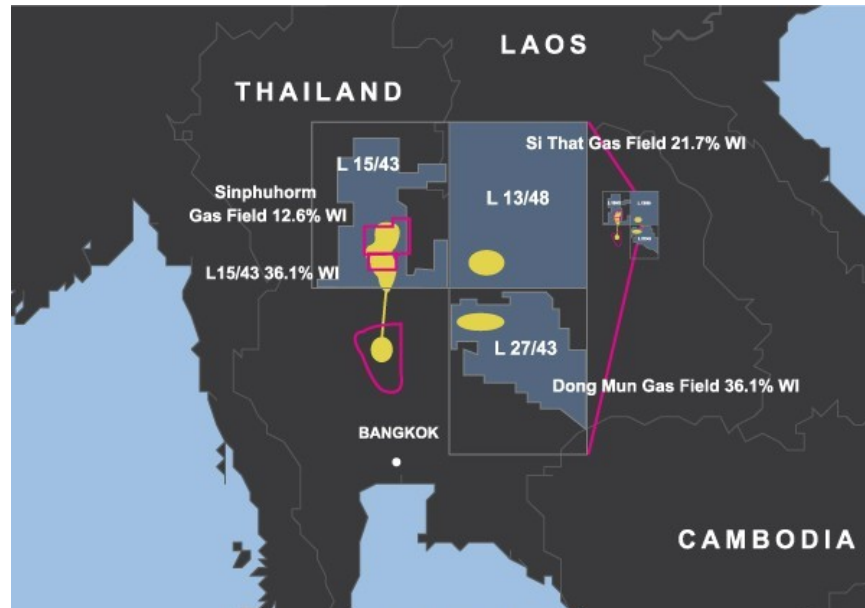 LAOS
THAILAND
Si That Gas Field 21.7% WI
L 15/43
Sinphuhorm
Gas Field 12.6% WI
L 13/48
L15/43 36.1% WI
L 27/43
Dong Mun Gas Field 36.1% WI
BANGKOK
CAMBODIA